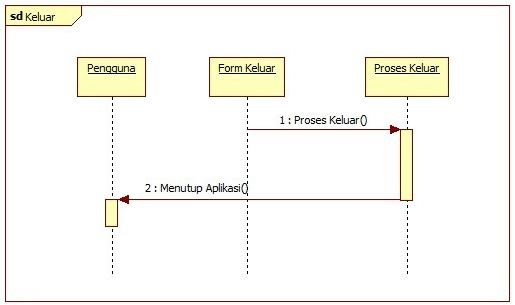 sd Keluar
Pengguna
Form Keluar
Proses Keluar
1 : Proses Keluar()
2 : Menutup Aplikasi()